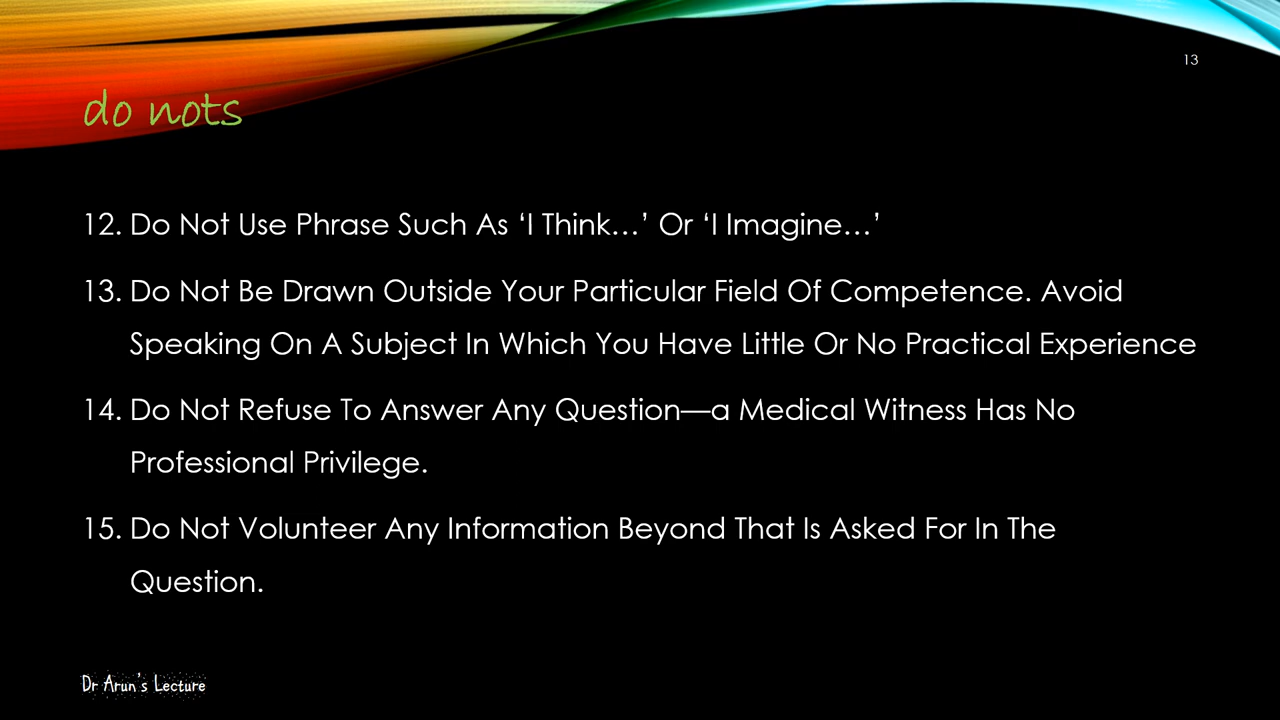 13
do nots
12. Do Not Use Phrase Such As ‘I Think…’ Or ‘I Imagine…’
13. Do Not Be Drawn Outside Your Particular Field Of Competence. Avoid
Speaking On A Subject In Which You Have Little Or No Practical Experience
14. Do Not Refuse To Answer Any Question—a Medical Witness Has No
Professional Privilege.
15. Do Not Volunteer Any Information Beyond That Is Asked For In The
Question.
Dr Arun's Lecture